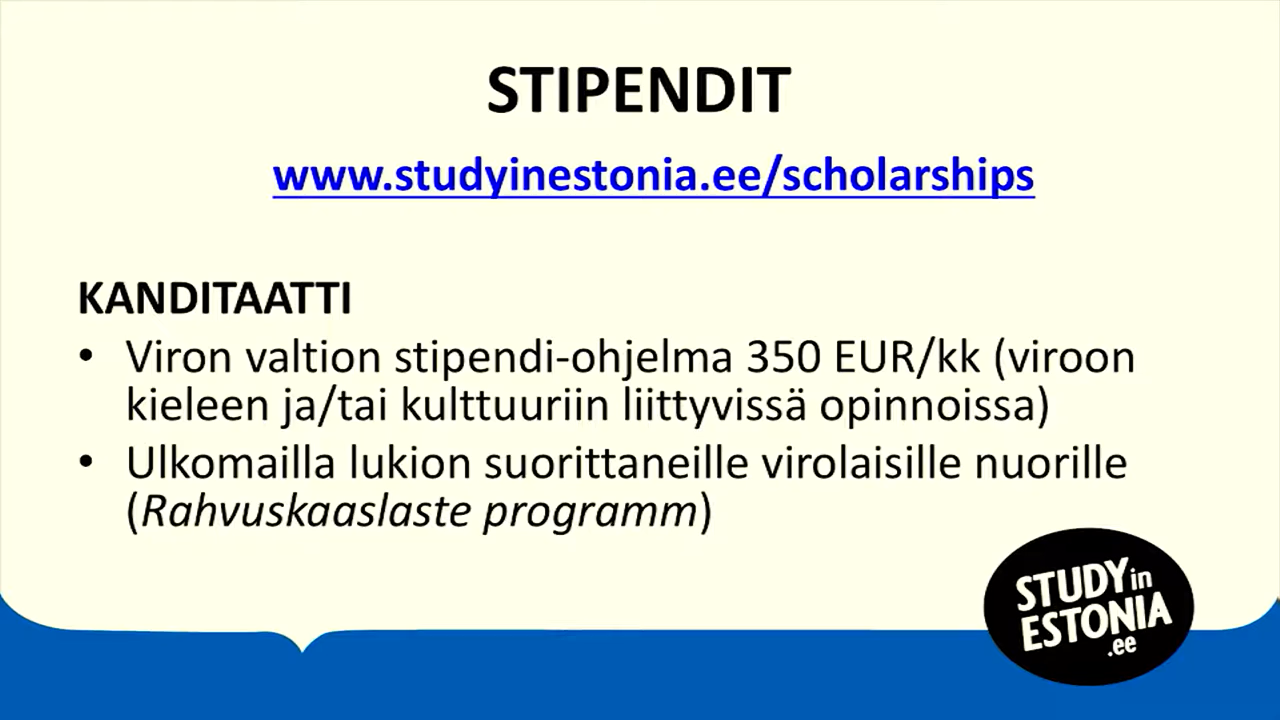 STIPENDIT
www.studyinestonia.ee/scholarships
KANDITAATTI
• Viron valtion stipendi-ohjelma 350 EUR/kk (viroon
kieleen ja/tai kulttuuriin liittyvissä opinnoissa)
• Ulkomailla lukion suorittaneille virolaisille nuorille
(Rahvuskaaslaste programm)
STUDY in
ESTONIA
.ee